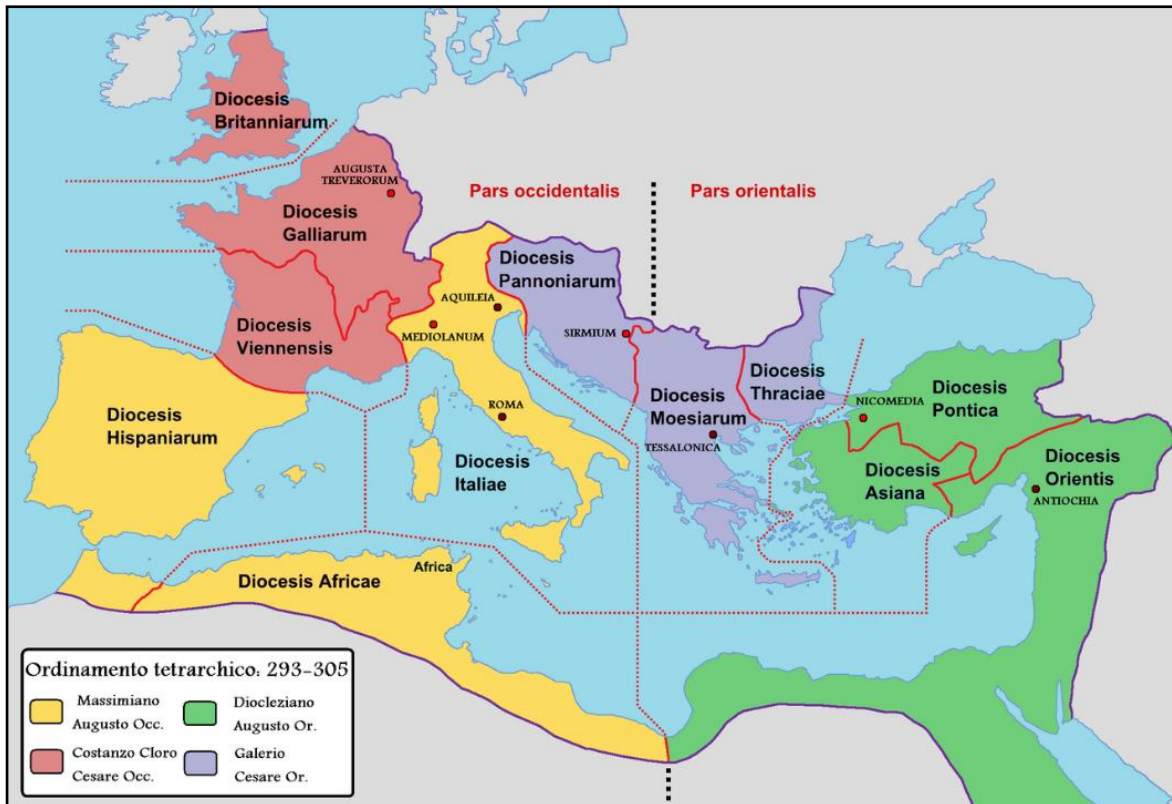 Diocesis
Britanniarum
AUGUSTA
TREVERORUM
Pars occidentalis
Pars orientalis
Diocesis
Galliarum
Diocesis
Pannoniarum
AQUILEIA
MEDIOLANUM
SIRMIUM
Diocesis
Viennensis
Diocesis
Thraciae
Diocesis
Moesiarum
NICOMEDIA
Diocesis
Pontica
Diocesis
Hispaniarum
ROMA
TESSALONICA
Diocesis
Italiae
Diocesis
Asiana
Diocesis
Orientis
ANTIOCHIA
Diocesis Africae
Africa
Ordinamento tetrarchico: 293-305
Massimiano
Augusto Occ.
Diocleziano
Augusto Or.
Costanzo Cloro
Cesare Occ.
Galerio
Cesare Or.